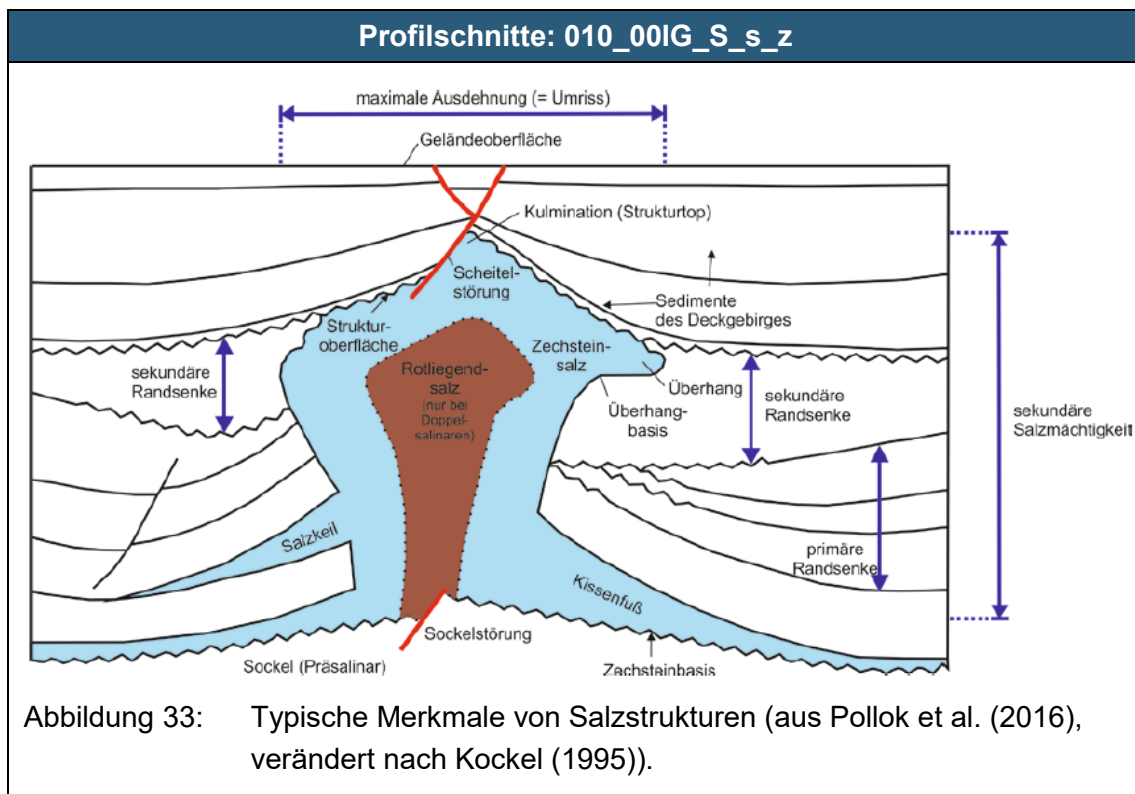 Profilschnitte: 010_00IG_S_s_z
maximale Ausdehnung (= Umriss)
Geländeoberfläche
Kulmination (Strukturtop)
Scheitel-
störung
Sedimente
des Deckgebirges
Struktur-
oberfläche
Zechstein-
salz
sekundäre
Randsenke
Rotliegend-
salz
(nur bei
Doppel-
salinaren)
Überhang
Überhang-
basis
sekundäre
Randsenke
sekundäre
Salzmächtigkeit
Salzkeil
primäre
Randsenke
Kissenfuß
Sockelstörung
Sockel (Präsalinar)
Zechsteinbasis
Abbildung 33: Typische Merkmale von Salzstrukturen (aus Pollok et al. (2016),
verändert nach Kockel (1995)).